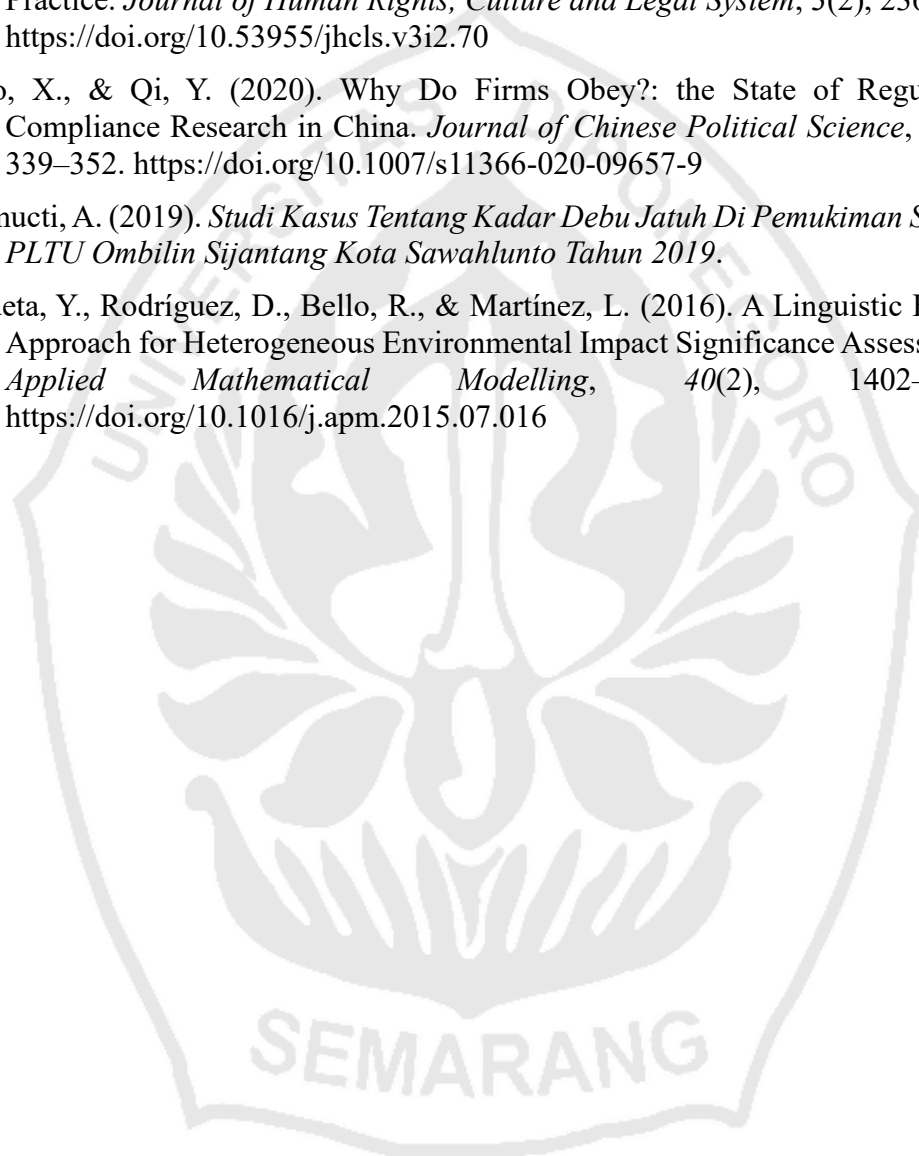 Practice. Journal of Human Rights, Culture and Legal System, 3(2),
https://doi.org/10.53955/jhcls.v3i2.70
o, X., & Qi, Y. (2020). Why Do Firms Obey?: the State of Regu
Compliance Research in China. Journal of Chinese Political Science,
339–352. https://doi.org/10.1007/s11366-020-09657-9
mucti, A. (2019). Studi Kasus Tentang Kadar Debu Jatuh Di Pemukiman S
PLTU Ombilin Sijantang Kota Sawahlunto Tahun 2019.
eta, Y., Rodríguez, D., Bello, R., & Martínez, L. (2016). A Linguistic
Approach for Heterogeneous Environmental Impact Significance Assess
Applied Mathematical Modelling, 40(2), 1402–
https://doi.org/10.1016/j.apm.2015.07.016
UNIVERSITAS DIPONEGORO
SEMARANG